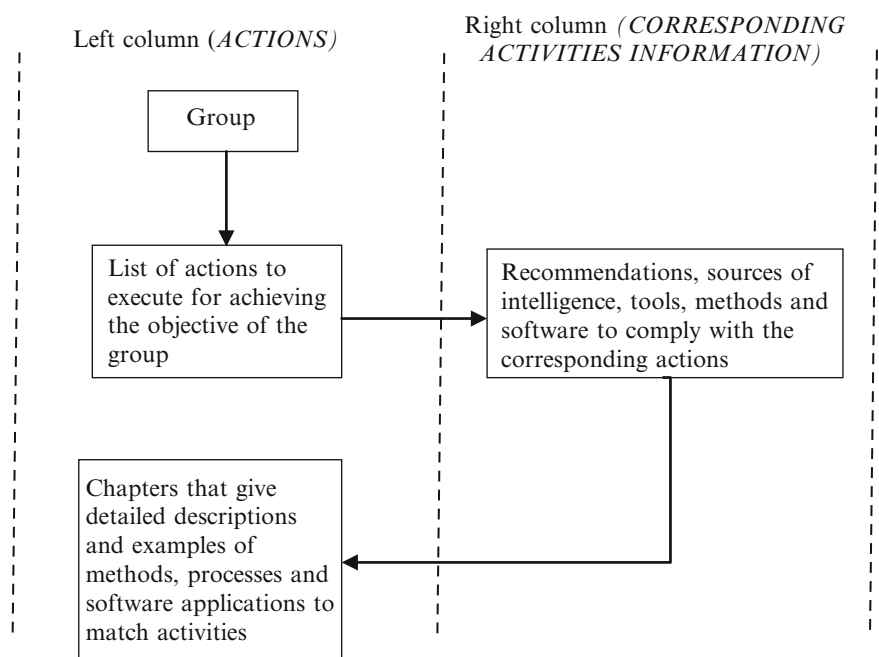 Left column (ACTIONS)
Right column (CORRESPONDING
ACTIVITIES INFORMATION)
Group
List of actions to
execute for achieving
the objective of the
group
Recommendations, sources of
intelligence, tools, methods and
software to comply with the
corresponding actions
Chapters that give
detailed descriptions
and examples of
methods, processes and
software applications to
match activities